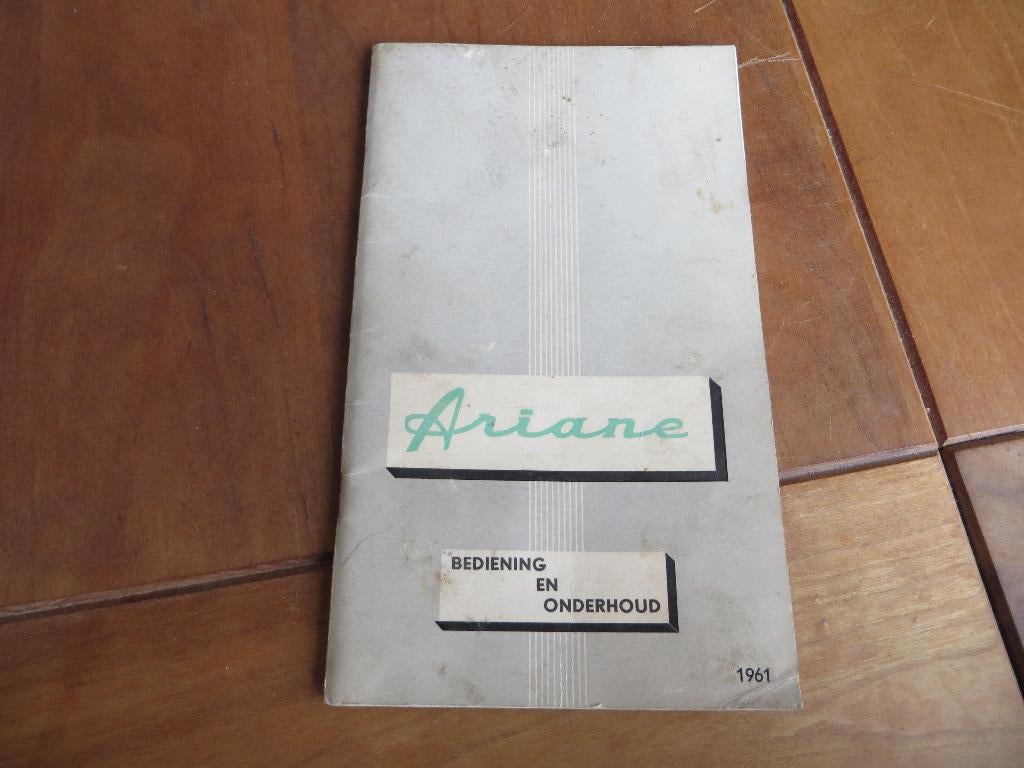 Ariane
BEDIENING
EN
ONDERHOUD
1961